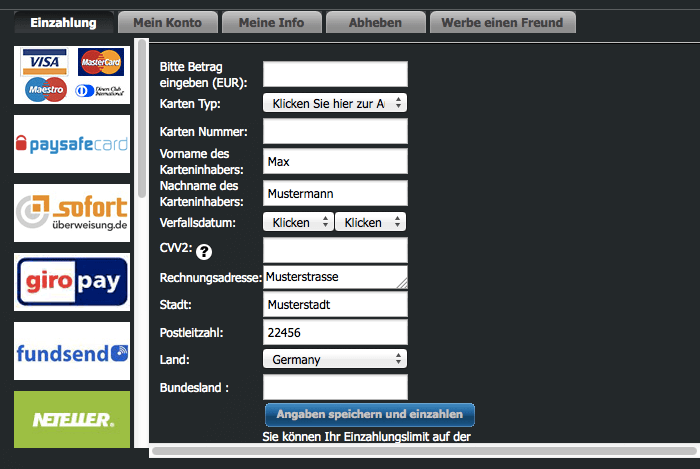 Einzahlung
Mein Konto
Meine Info
Abheben
Werbe einen Freund
VISA
MasterCard
Maestro
Diners Club
International
paysafecard
sofort
überweisung.de
giropay
fundsend
NETELLER.
Bitte Betrag
eingeben (EUR):
Karten Typ: Klicken Sie hier zur Au
Karten Nummer:
Vorname des
Karteninhabers: Max
Nachname des
Karteninhabers: Mustermann
Verfallsdatum: Klicken Klicken
CVV2: ?
Rechnungsadresse: Musterstrasse
Stadt: Musterstadt
Postleitzahl: 22456
Land: Germany
Bundesland :
Angaben speichern und einzahlen
Sie können Ihr Einzahlungslimit auf der